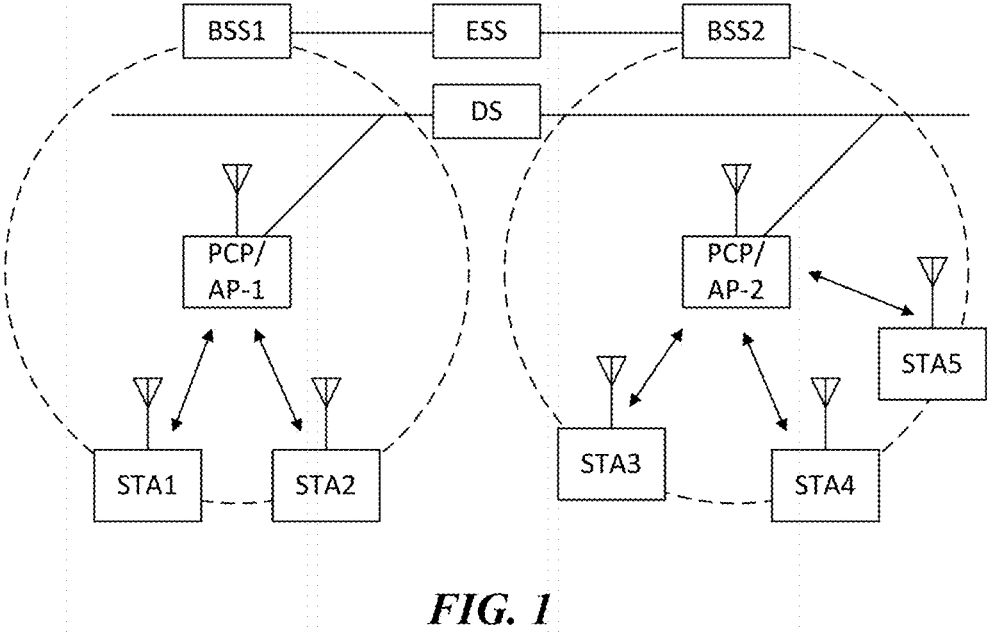 BSS1
ESS
BSS2
DS
PCP/
AP-1
PCP/
AP-2
STA5
STA3
STA1
STA2
STA4
FIG. 1